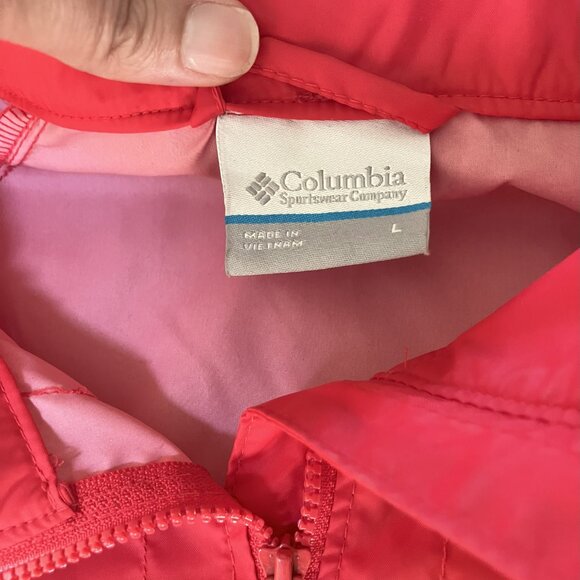 Columbia
Sportswear Company
MADE IN
VIETNAM
L